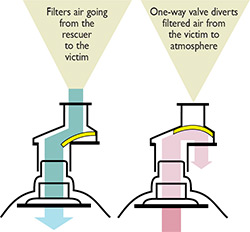 Filters air going
from the
rescuer
to the
victim
One-way valve diverts
filtered air from
the victim to
atmosphere